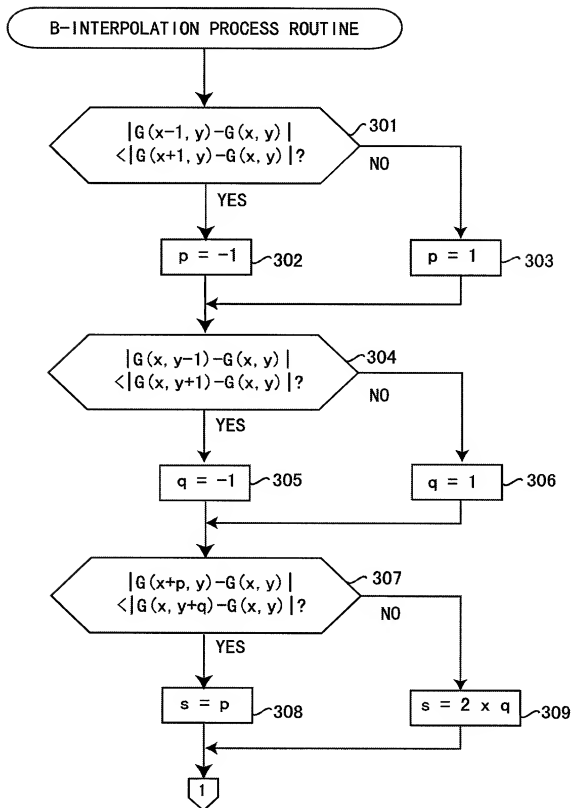 B-INTERPOLATION PROCESS ROUTINE
|G(x-1, y)-G(x, y)|
<|G(x+1, y)-G(x, y)|?
301
NO
YES
p = -1
302
p = 1
303
|G(x, y-1)-G(x, y)|
<|G(x, y+1)-G(x, y)|?
304
NO
YES
q = -1
305
q = 1
306
|G(x+p, y)-G(x, y)|
<|G(x, y+q)-G(x, y)|?
307
NO
YES
s = p
308
s = 2 x q
309
1